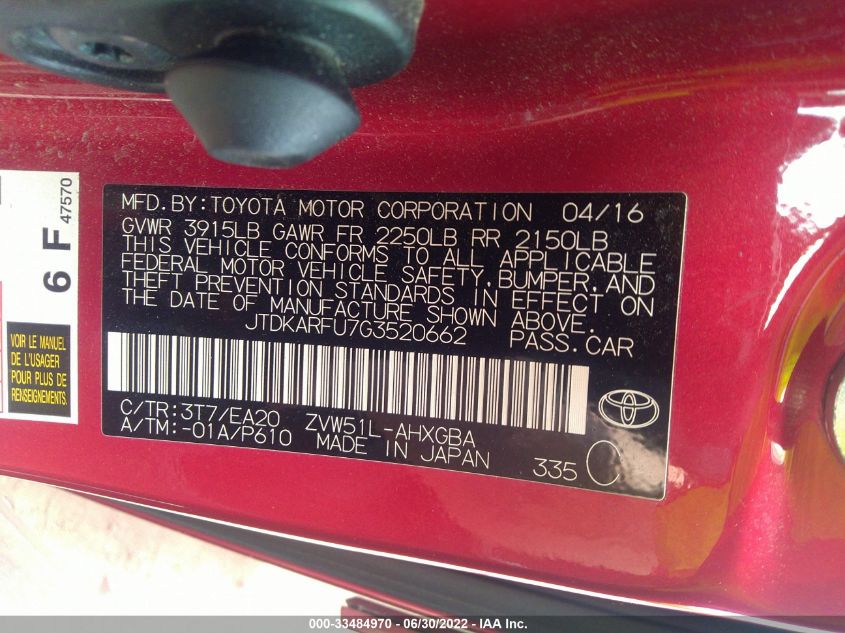 MFD.BY:TOYOTA MOTOR CORPORATION 04/16
GVWR 3915LB GAWR FR 2250LB RR 2150LB
THIS VEHICLE CONFORMS TO ALL APPLICABLE
FEDERAL MOTOR VEHICLE SAFETY,BUMPER,AND
THEFT PREVENTION STANDARDS IN EFFECT ON
THE DATE OF MANUFACTURE SHOWN ABOVE.
JTDKARFU7G3520662 PASS.CAR
C/TR:3T7/EA20 ZVW51L-AHXGBA
A/TM:-01A/P610 MADE IN JAPAN 335 C
6 F
47570
VOIR LE MANUEL
DE L'USAGER
POUR PLUS DE
RENSEIGNEMENTS.
000-33484970 - 06/30/2022 - IAA Inc.